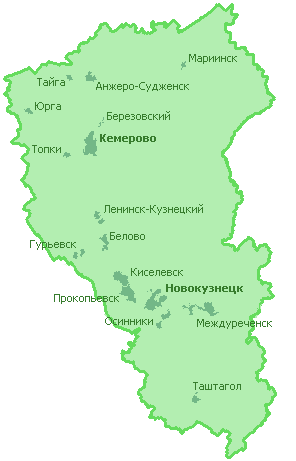 Мариинск
Тайга
Анжеро-Судженск
Юрга
Березовский
Кемерово
Топки
Ленинск-Кузнецкий
Белово
Гурьевск
Киселевск
Новокузнецк
Прокопьевск
Осинники
Междуреченск
Таштагол